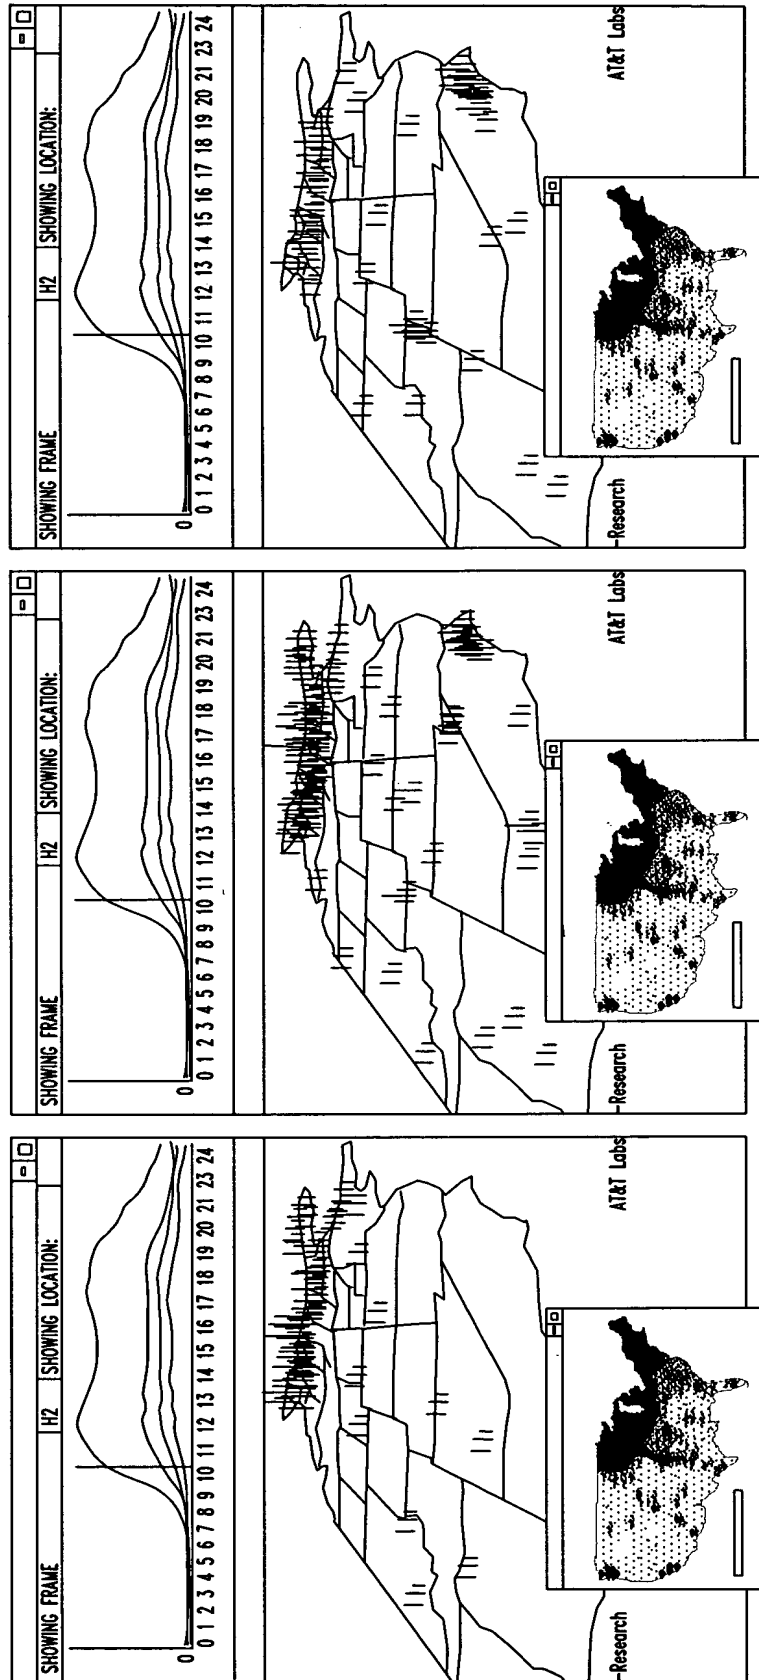 SHOWING FRAME H2 SHOWING LOCATION:
0
0 1 2 3 4 5 6 7 8 9 10 11 12 13 14 15 16 17 18 19 20 21 23 24
AT&T Labs
-Research
SHOWING FRAME H2 SHOWING LOCATION:
0
0 1 2 3 4 5 6 7 8 9 10 11 12 13 14 15 16 17 18 19 20 21 23 24
AT&T Labs
-Research
SHOWING FRAME H2 SHOWING LOCATION:
0
0 1 2 3 4 5 6 7 8 9 10 11 12 13 14 15 16 17 18 19 20 21 23 24
AT&T Labs
-Research